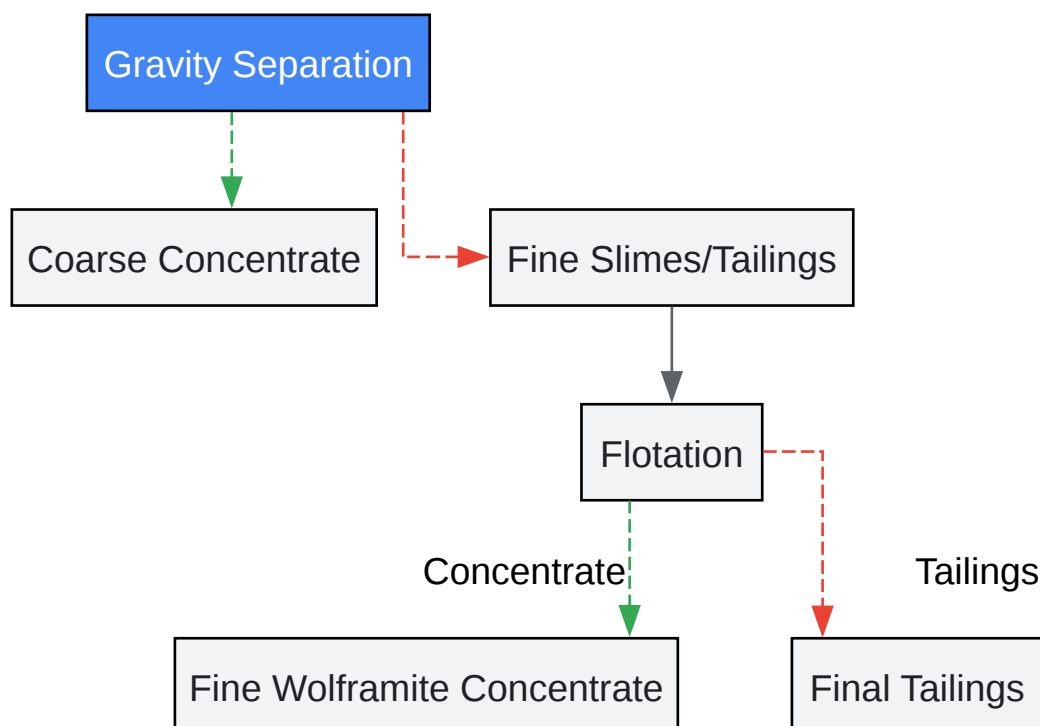 Gravity Separation
Coarse Concentrate
Fine Slimes/Tailings
Flotation
Concentrate
Tailings
Fine Wolframite Concentrate
Final Tailings